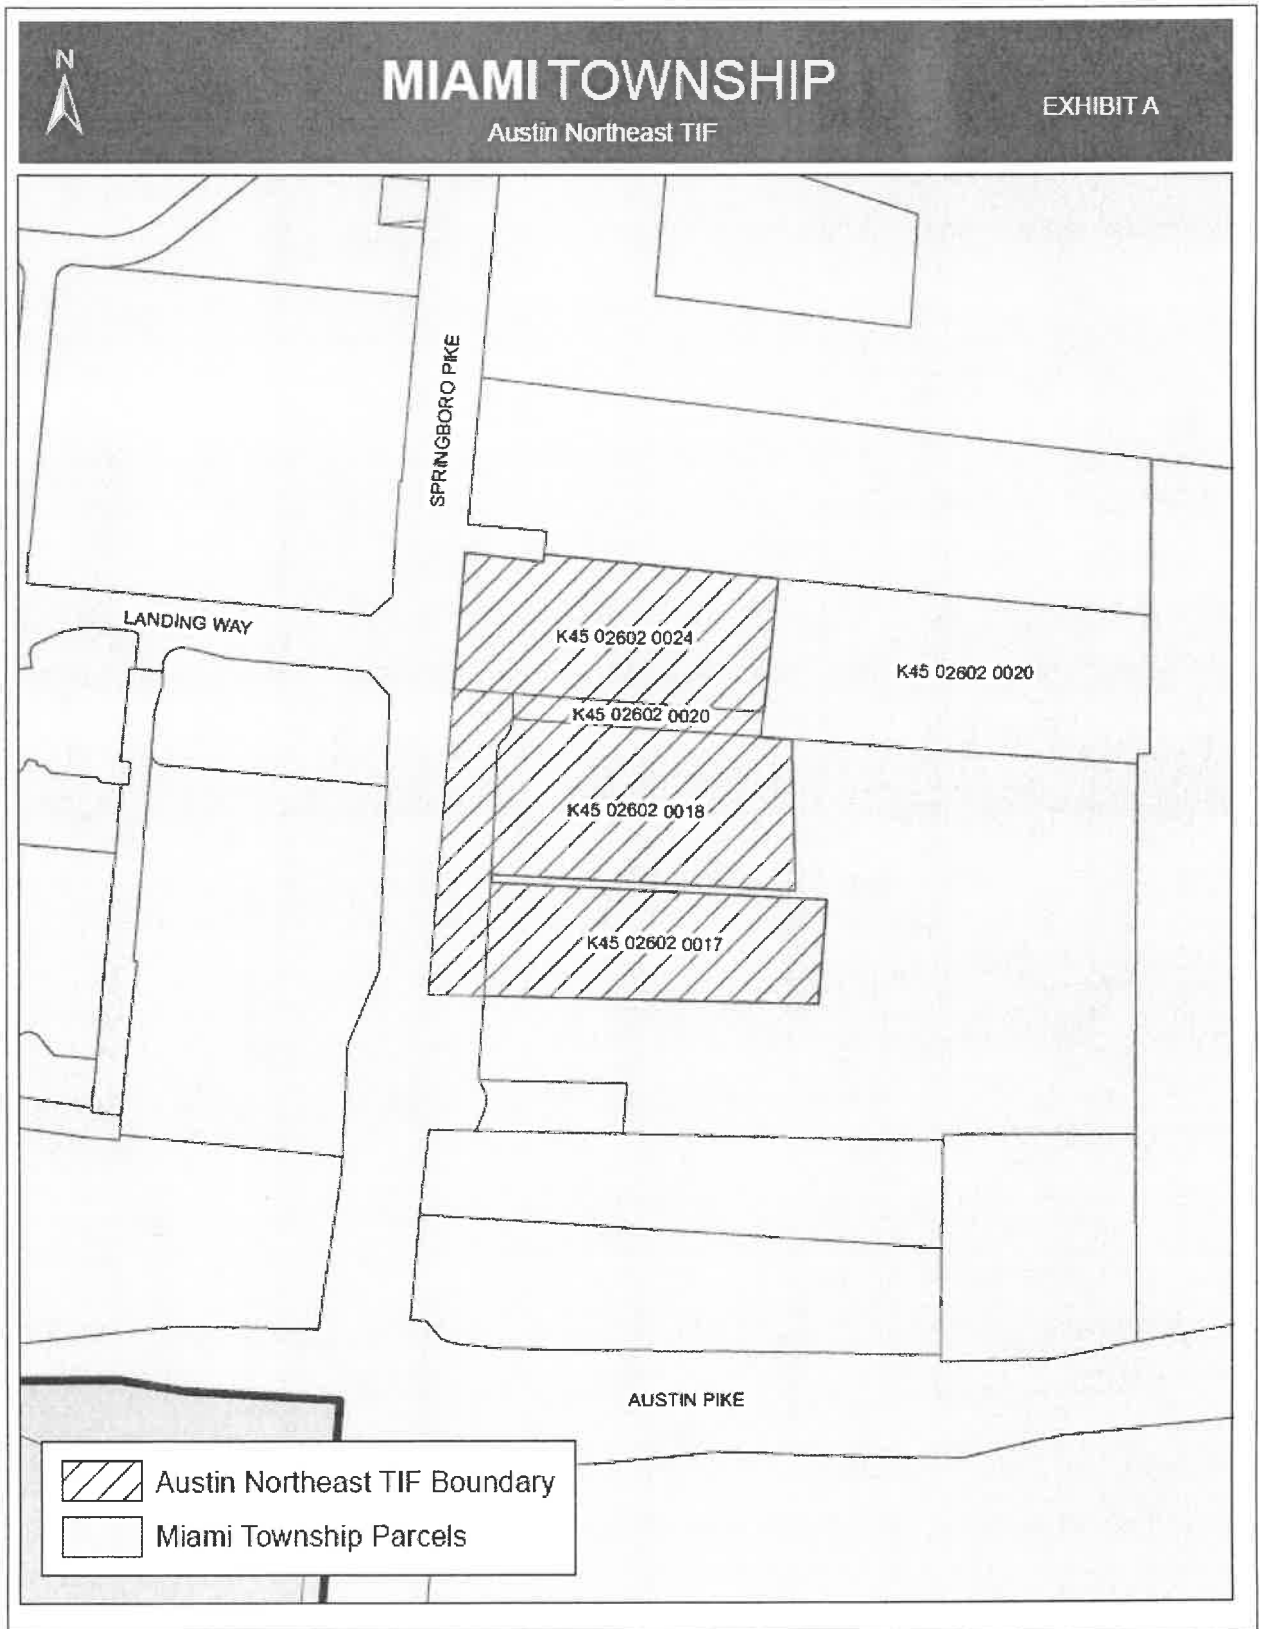 N
MIAMI TOWNSHIP
Austin Northeast TIF
EXHIBIT A
SPRINGBORO PIKE
LANDING WAY
K45 02602 0024
K45 02602 0020
K45 02602 0020
K45 02602 0018
K45 02602 0017
AUSTIN PIKE
Austin Northeast TIF Boundary
Miami Township Parcels